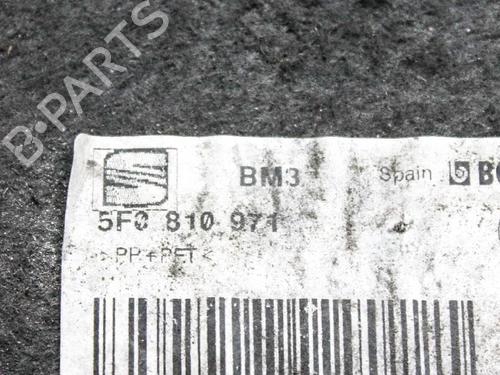 B-PARTS
BM3
Spain
5F0 810 971
>PP+PET<